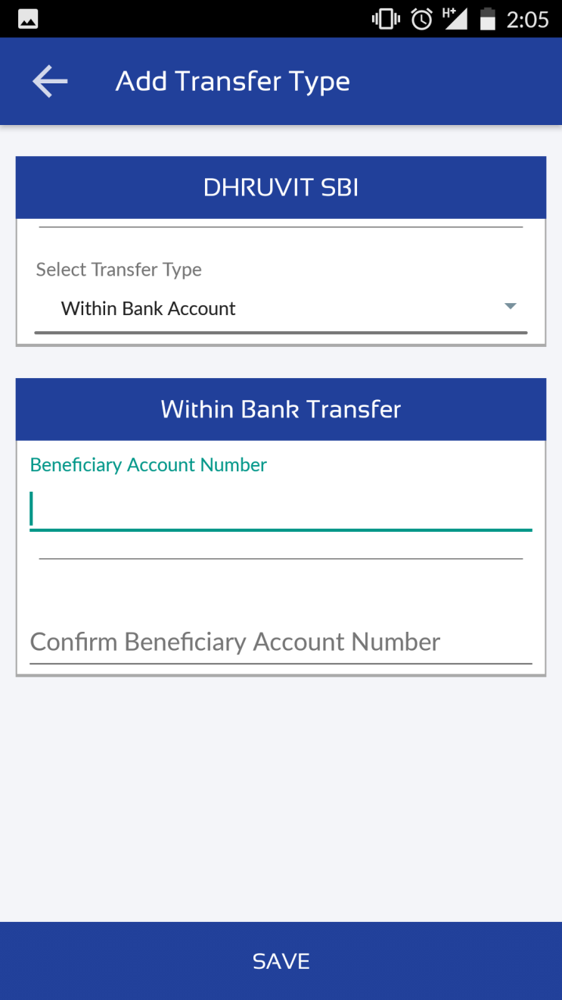 H+ 2:05
Add Transfer Type
DHRUVIT SBI
Select Transfer Type
Within Bank Account
Within Bank Transfer
Beneficiary Account Number
Confirm Beneficiary Account Number
SAVE